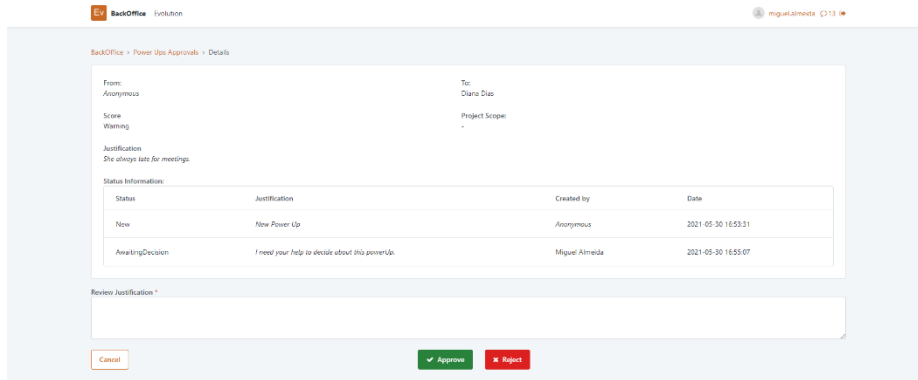 Ev BackOffice Evolution miguel.almeida 13
BackOffice > Power Ups Approvals > Details
From: To:
Anonymous Diana Dias
Score Project Scope:
Warning -
Justification
She always late for meetings.
Status Information:
Status Justification Created by Date
New New Power Up Anonymous 2021-05-30 16:53:31
AwaitingDecision I need your help to decide about this powerUp. Miguel Almeida 2021-05-30 16:55:07
Review Justification *
Cancel Approve Reject